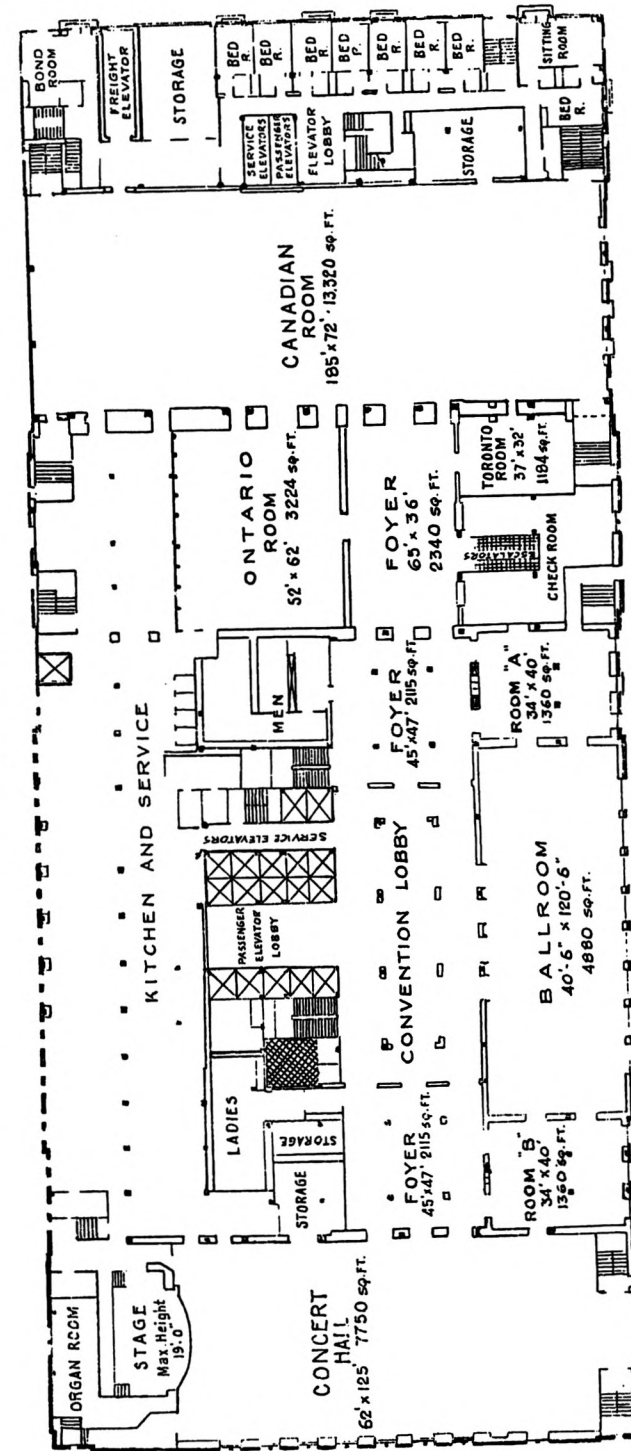 BOND
ROOM
FREIGHT
ELEVATOR
STORAGE
BED
R.
BED
R.
BED
R.
BED
R.
BED
R.
BED
R.
BED
R.
SITTING
ROOM
BED
R.
SERVICE
ELEVATORS
PASSENGER
ELEVATORS
ELEVATOR
LOBBY
STORAGE
CANADIAN
ROOM
185'x72'·13,320 SQ.FT.
ONTARIO
ROOM
52' x 62' 3224 SQ.FT.
FOYER
65' x 36'
2340 SQ.FT.
TORONTO
ROOM
37' x 32'
1184 SQ.FT.
ESCALATORS
CHECK ROOM
KITCHEN AND SERVICE
MEN
FOYER
45'x47' 2115 SQ.FT.
ROOM "A"
34' x 40'
1360 SQ.FT.
SERVICE ELEVATORS
PASSENGER
ELEVATOR
LOBBY
CONVENTION LOBBY
BALLROOM
40'-6" x 120'-6"
4880 SQ.FT.
LADIES
STORAGE
STORAGE
FOYER
45'x47' 2115 SQ.FT.
ROOM "B"
34' x 40'
1360 SQ.FT.
ORGAN ROOM
STAGE
Max. Height
19'.0"
CONCERT
HALL
62' x 125' 7750 SQ.FT.